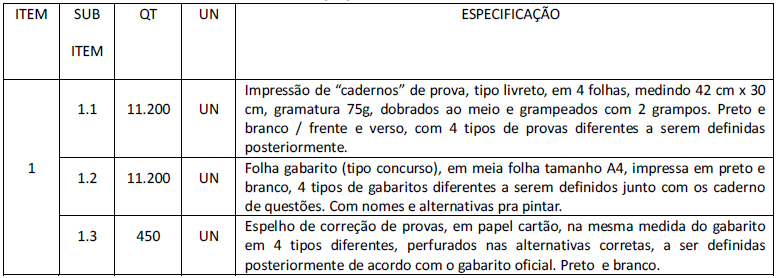 ITEM SUB ITEM QT UN ESPECIFICAÇÃO
1
1.1 11.200 UN Impressão de “cadernos” de prova, tipo livreto, em 4 folhas, medindo 42 cm x 30
cm, gramatura 75g, dobrados ao meio e grampeados com 2 grampos. Preto e
branco / frente e verso, com 4 tipos de provas diferentes a serem definidas
posteriormente.
1.2 11.200 UN Folha gabarito (tipo concurso), em meia folha tamanho A4, impressa em preto e
branco, 4 tipos de gabaritos diferentes a serem definidos junto com os caderno
de questões. Com nomes e alternativas pra pintar.
1.3 450 UN Espelho de correção de provas, em papel cartão, na mesma medida do gabarito
em 4 tipos diferentes, perfurados nas alternativas corretas, a ser definidas
posteriormente de acordo com o gabarito oficial. Preto e branco.